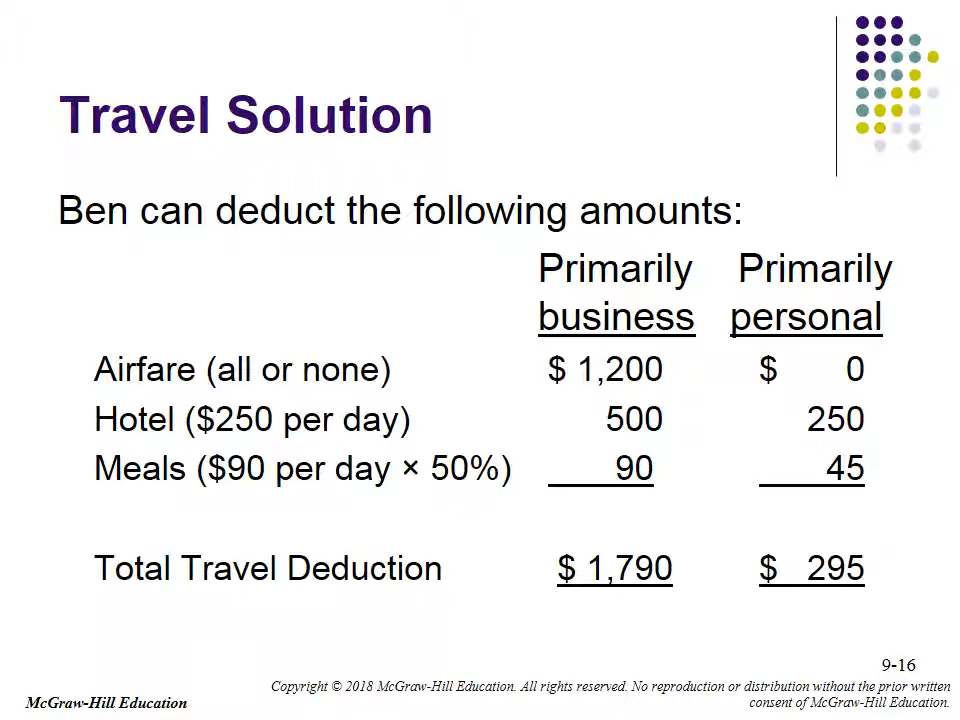 Travel Solution
Ben can deduct the following amounts:
Primarily Primarily
business personal
Airfare (all or none) $ 1,200 $ 0
Hotel ($250 per day) 500 250
Meals ($90 per day × 50%) 90 45
Total Travel Deduction $ 1,790 $ 295
9-16
Copyright © 2018 McGraw-Hill Education. All rights reserved. No reproduction or distribution without the prior written
McGraw-Hill Education consent of McGraw-Hill Education.